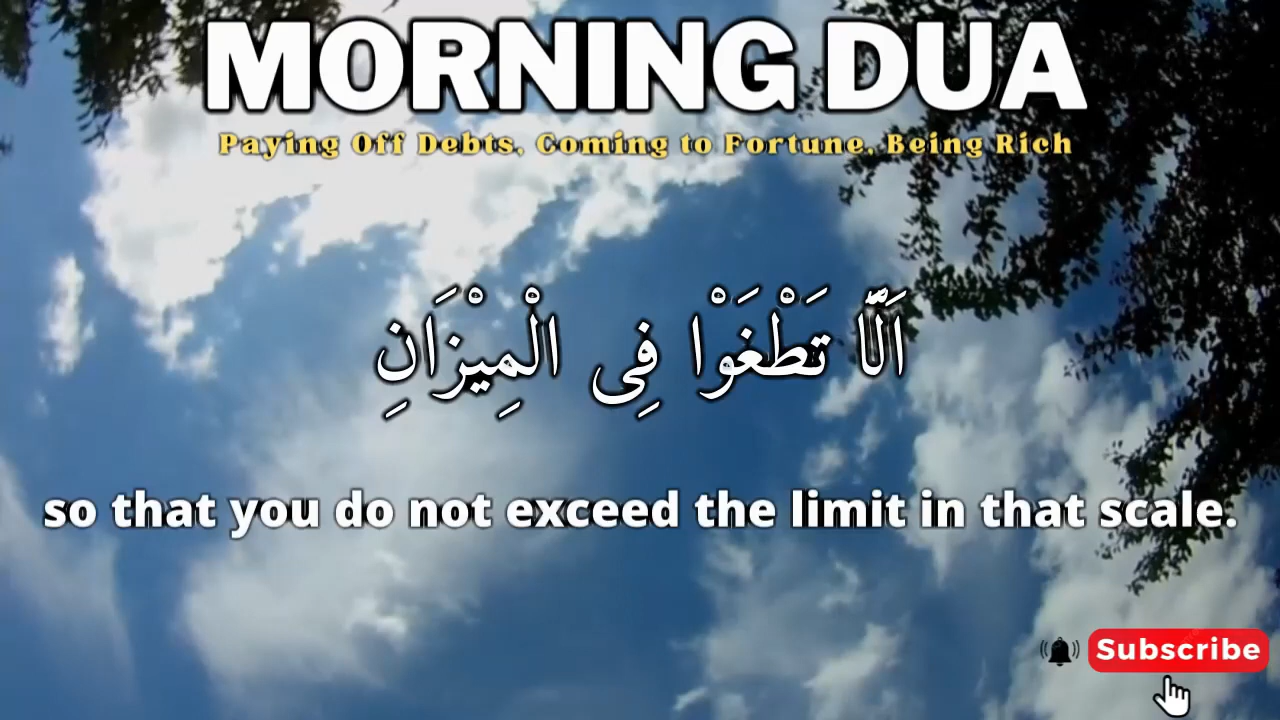 MORNING DUA
Paying Off Debts, Coming to Fortune, Being Rich
اَلَّا تَطْغَوْا فِى الْمِيْزَانِ
so that you do not exceed the limit in that scale.
Subscribe